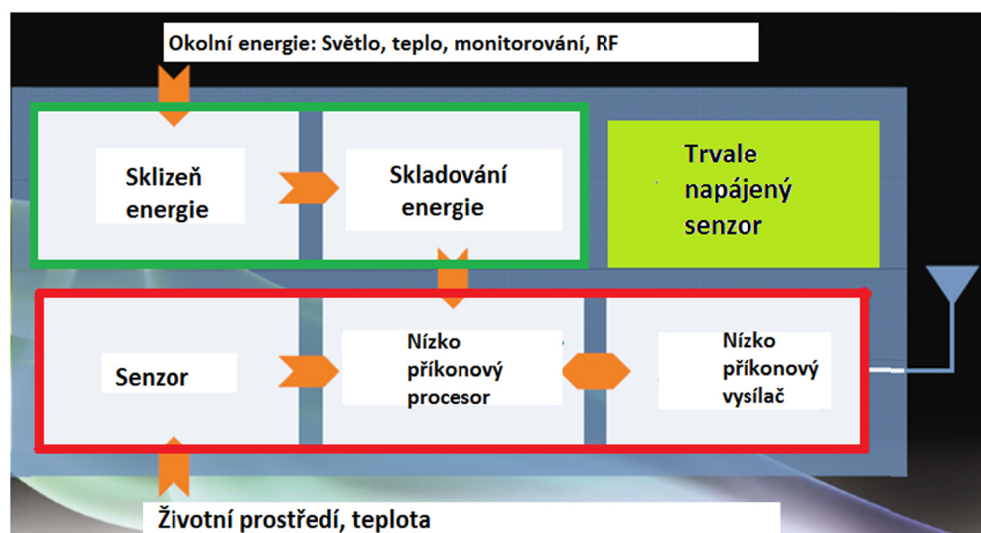 Okolní energie: Světlo, teplo, monitorování, RF
Sklizeň
energie
Skladování
energie
Trvale
napájený
senzor
Senzor
Nízko
příkonový
procesor
Nízko
příkonový
vysílač
Životní prostředí, teplota